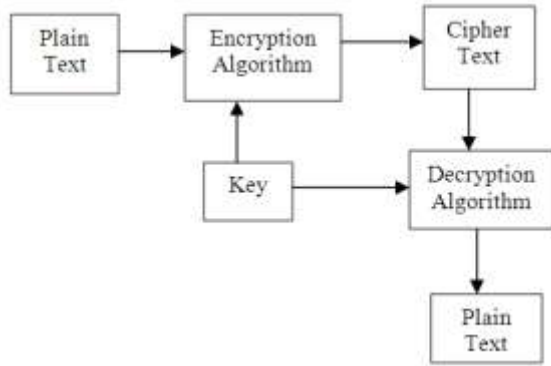 Plain
Text
Encryption
Algorithm
Cipher
Text
Key
Decryption
Algorithm
Plain
Text